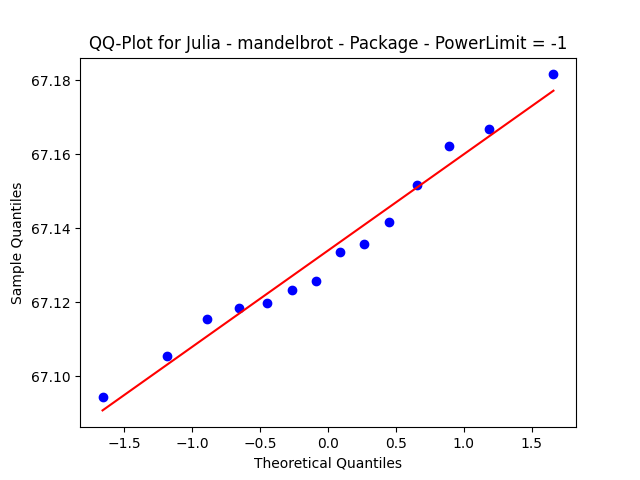 QQ-Plot for Julia - mandelbrot - Package - PowerLimit = -1
67.18
67.16
67.14
67.12
67.10
Sample Quantiles
−1.5 −1.0 −0.5 0.0 0.5 1.0 1.5
Theoretical Quantiles